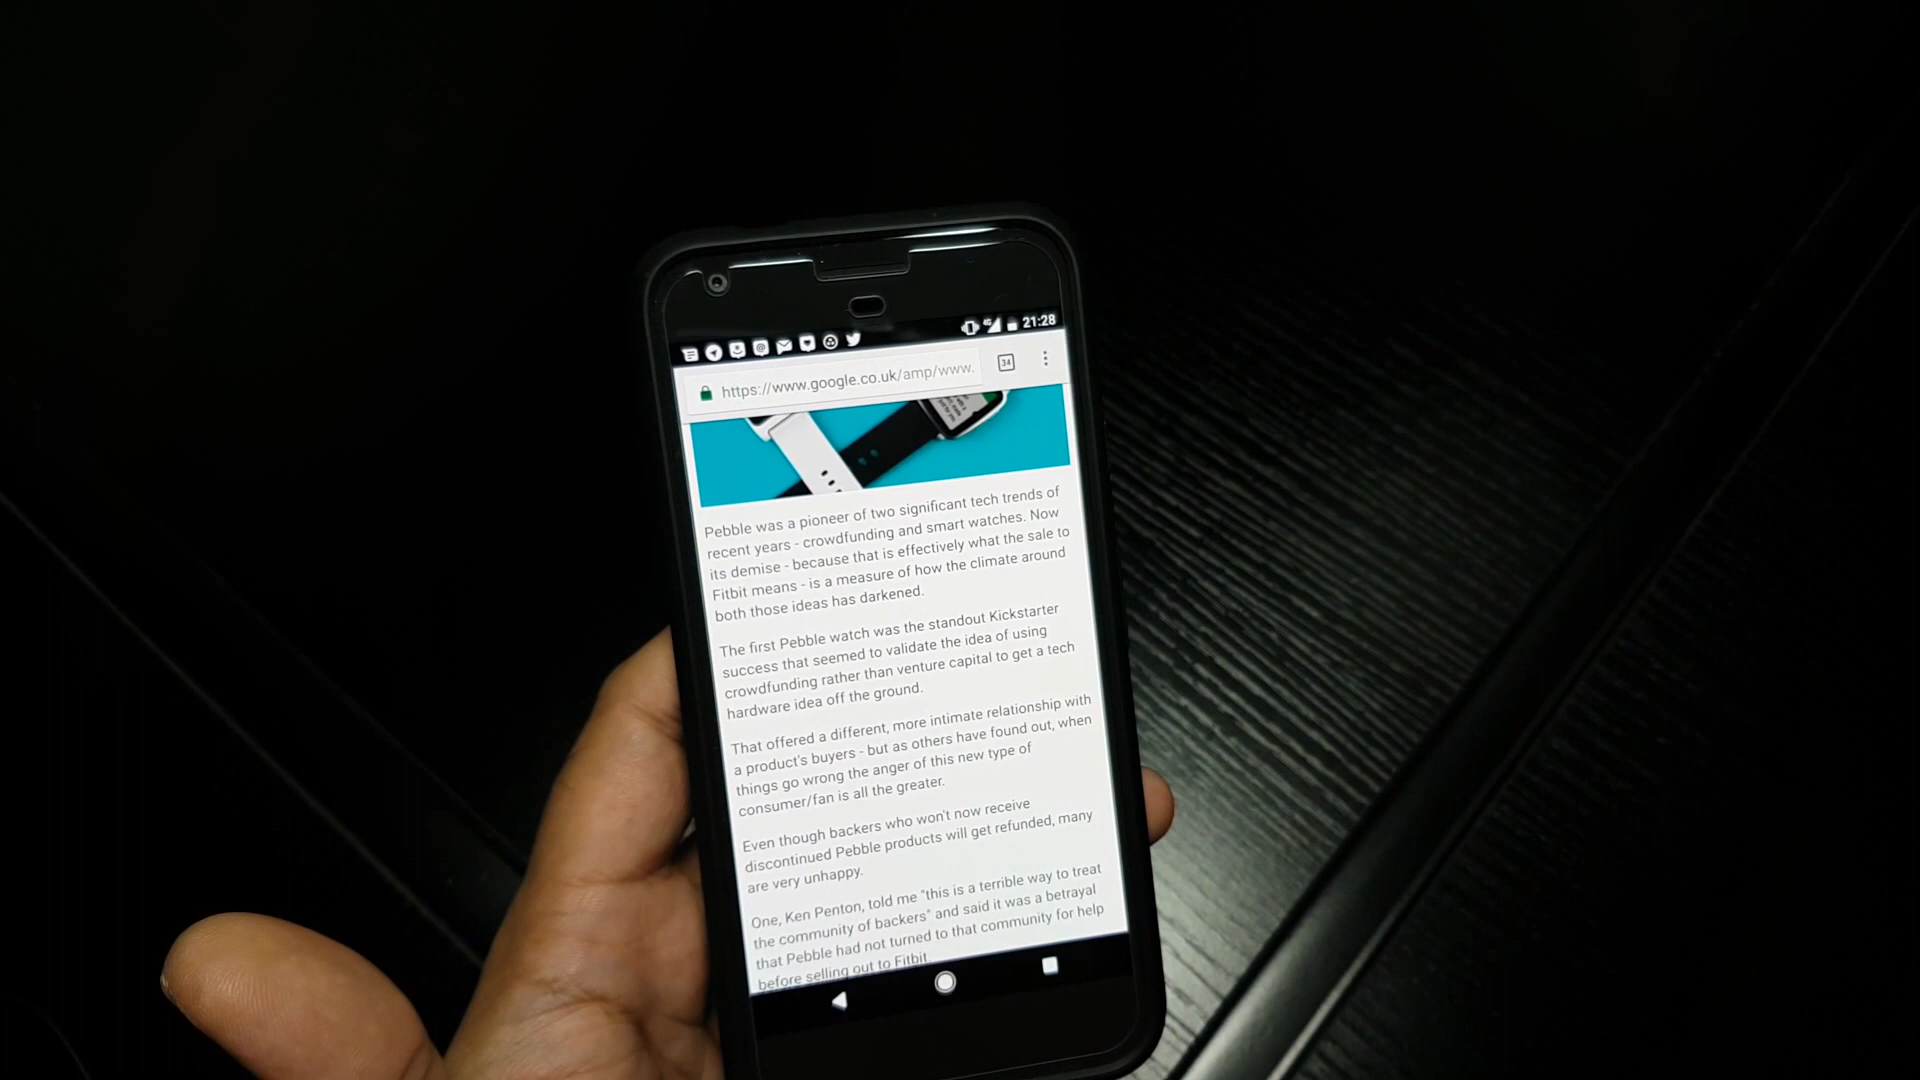 21:28
https://www.google.co.uk/amp/www.
34
Pebble was a pioneer of two significant tech trends of
recent years - crowdfunding and smart watches. Now
its demise - because that is effectively what the sale to
Fitbit means - is a measure of how the climate around
both those ideas has darkened.
The first Pebble watch was the standout Kickstarter
success that seemed to validate the idea of using
crowdfunding rather than venture capital to get a tech
hardware idea off the ground.
That offered a different, more intimate relationship with
a product's buyers - but as others have found out, when
things go wrong the anger of this new type of
consumer/fan is all the greater.
Even though backers who won't now receive
discontinued Pebble products will get refunded, many
are very unhappy.
One, Ken Penton, told me "this is a terrible way to treat
the community of backers" and said it was a betrayal
that Pebble had not turned to that community for help
before selling out to Fitbit.